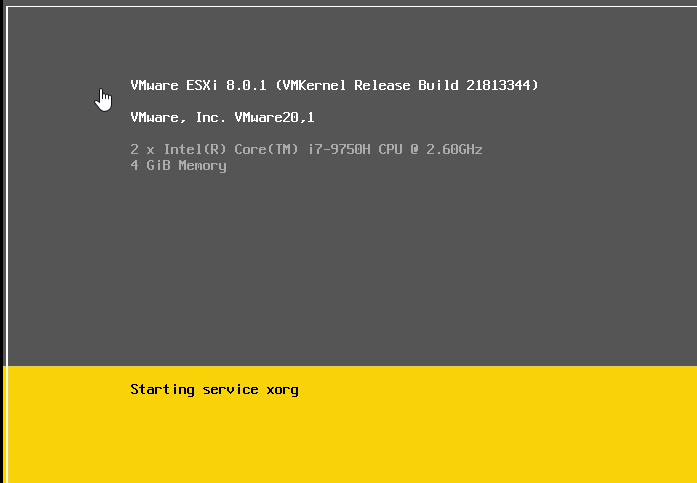 VMware ESXi 8.0.1 (VMKernel Release Build 21813344)
VMware, Inc. VMware20,1
2 x Intel(R) Core(TM) i7-9750H CPU @ 2.60GHz
4 GiB Memory
Starting service xorg